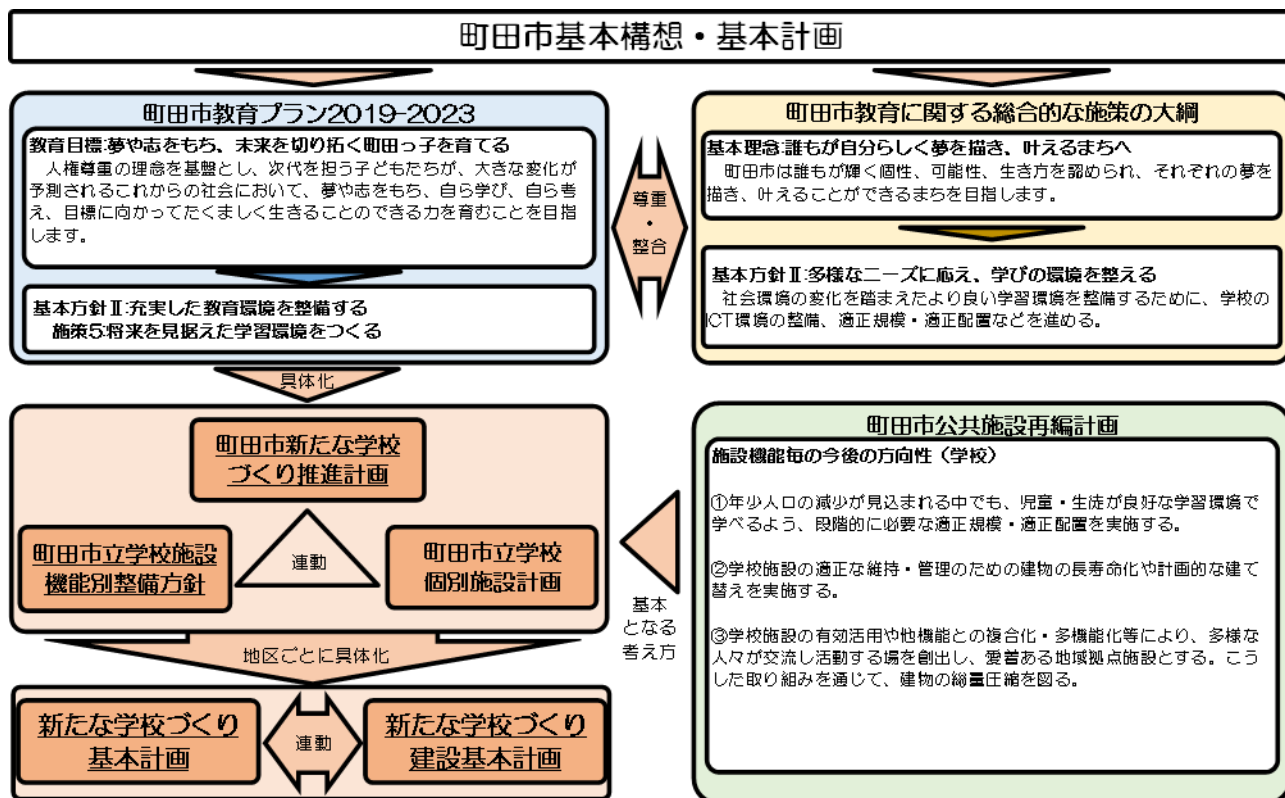 町田市基本構想・基本計画
町田市教育プラン2019-2023
教育目標:夢や志をもち、未来を切り拓く町田っ子を育てる
人権尊重の理念を基盤とし、次代を担う子どもたちが、大きな変化が
予測されるこれからの社会において、夢や志をもち、自ら学び、自ら考
え、目標に向かってたくましく生きることのできる力を育むことを目指
します。
基本方針Ⅱ:充実した教育環境を整備する
施策5:将来を見据えた学習環境をつくる
尊重
・
整合
町田市教育に関する総合的な施策の大綱
基本理念:誰もが自分らしく夢を描き、叶えるまちへ
町田市は誰もが輝く個性、可能性、生き方を認められ、それぞれの夢を
描き、叶えることができるまちを目指します。
基本方針Ⅱ:多様なニーズに応え、学びの環境を整える
社会環境の変化を踏まえたより良い学習環境を整備するために、学校の
ICT環境の整備、適正規模・適正配置などを進める。
具体化
町田市新たな学校
づくり推進計画
町田市立学校施設
機能別整備方針
連動
町田市立学校
個別施設計画
地区ごとに具体化
新たな学校づくり
基本計画
連動
新たな学校づくり
建設基本計画
基本
となる
考え方
町田市公共施設再編計画
施設機能毎の今後の方向性（学校）
①年少人口の減少が見込まれる中でも、児童・生徒が良好な学習環境で
学べるよう、段階的に必要な適正規模・適正配置を実施する。
②学校施設の適正な維持・管理のための建物の長寿命化や計画的な建て
替えを実施する。
③学校施設の有効活用や他機能との複合化・多機能化等により、多様な
人々が交流し活動する場を創出し、愛着ある地域拠点施設とする。こう
した取り組みを通じて、建物の総量圧縮を図る。